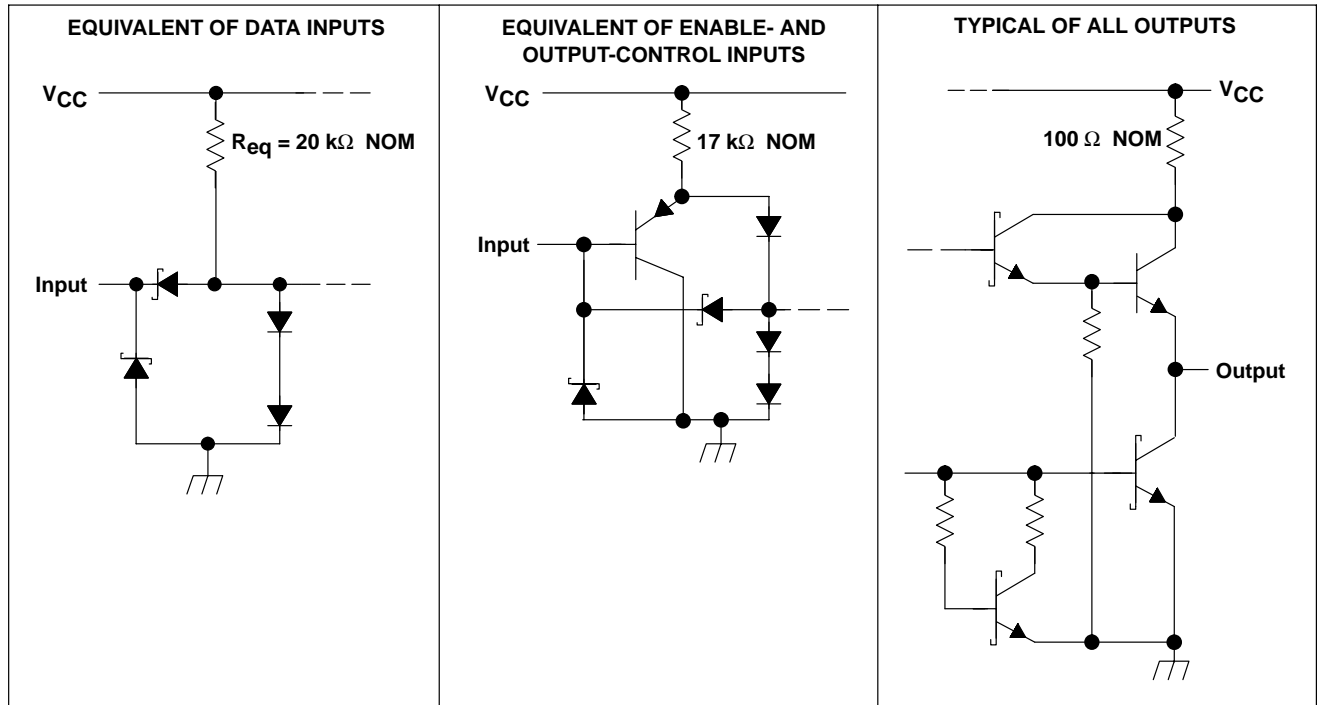 EQUIVALENT OF DATA INPUTS
VCC
Req = 20 kΩ NOM
Input
EQUIVALENT OF ENABLE- AND
OUTPUT-CONTROL INPUTS
VCC
17 kΩ NOM
Input
TYPICAL OF ALL OUTPUTS
VCC
100 Ω NOM
Output